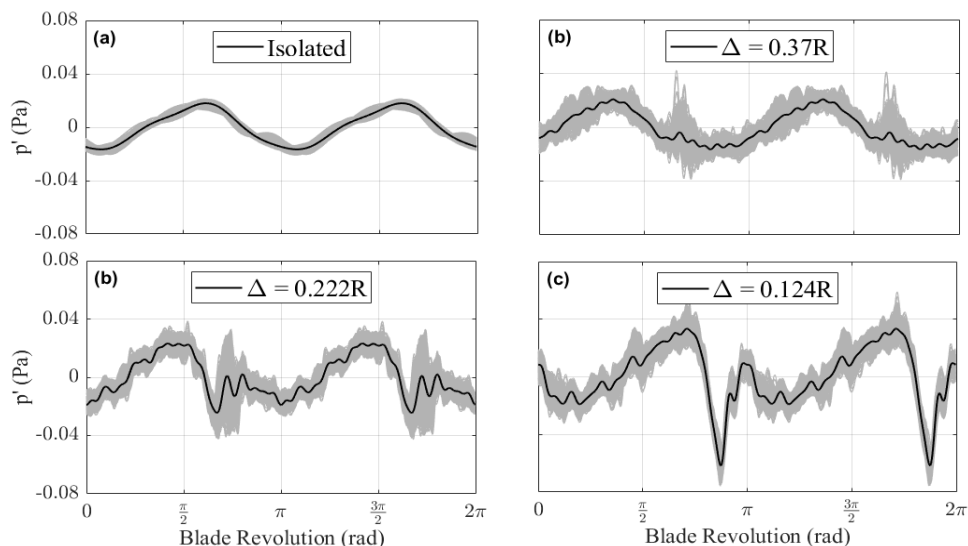 (a)
Isolated
0.08
0.04
0
-0.04
-0.08
p' (Pa)
(b)
Δ = 0.37R
(b)
Δ = 0.222R
0.08
0.04
0
-0.04
-0.08
p' (Pa)
0
π/2
π
3π/2
2π
Blade Revolution (rad)
(c)
Δ = 0.124R
0
π/2
π
3π/2
2π
Blade Revolution (rad)